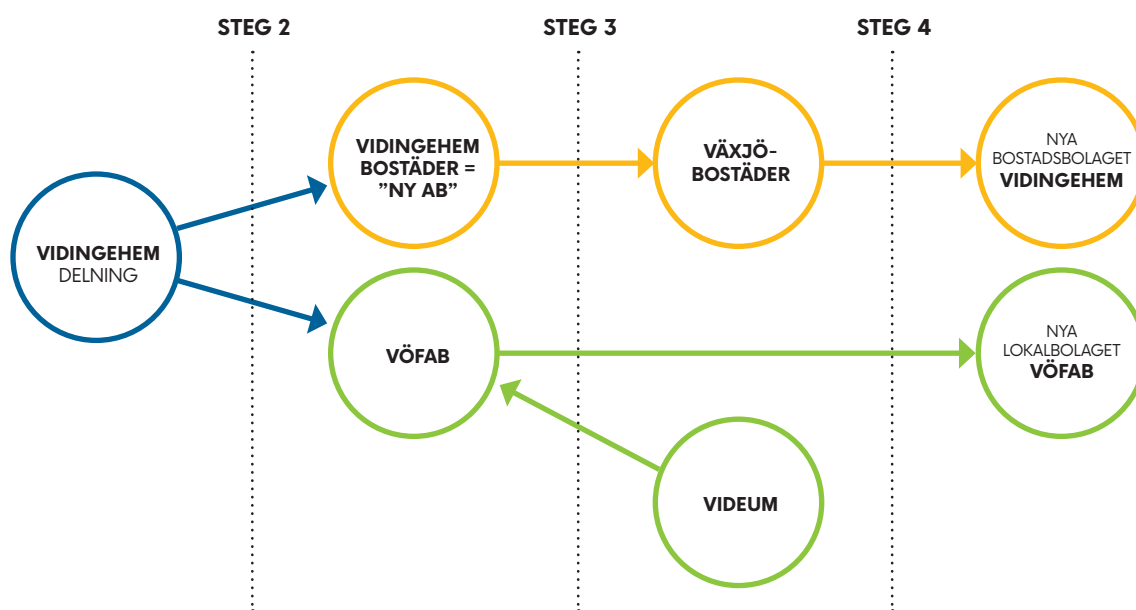 STEG 2
STEG 3
STEG 4
VIDINGEHEM
DELNING
VIDINGEHEM
BOSTÄDER =
”NY AB”
VÄXJÖ-
BOSTÄDER
NYA
BOSTADSBOLAGET
VIDINGEHEM
VÖFAB
NYA
LOKALBOLAGET
VÖFAB
VIDEUM